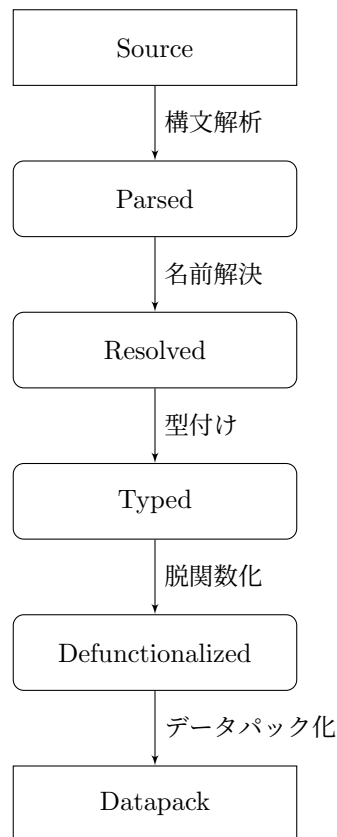 Source
構文解析
Parsed
名前解決
Resolved
型付け
Typed
脱関数化
Defunctionalized
データパック化
Datapack